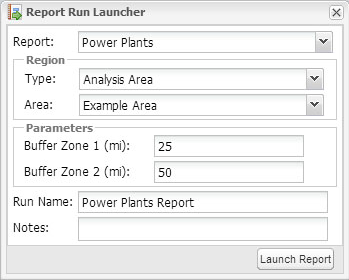 Report Run Launcher
Report: Power Plants
Region
Type: Analysis Area
Area: Example Area
Parameters
Buffer Zone 1 (mi): 25
Buffer Zone 2 (mi): 50
Run Name: Power Plants Report
Notes:
Launch Report